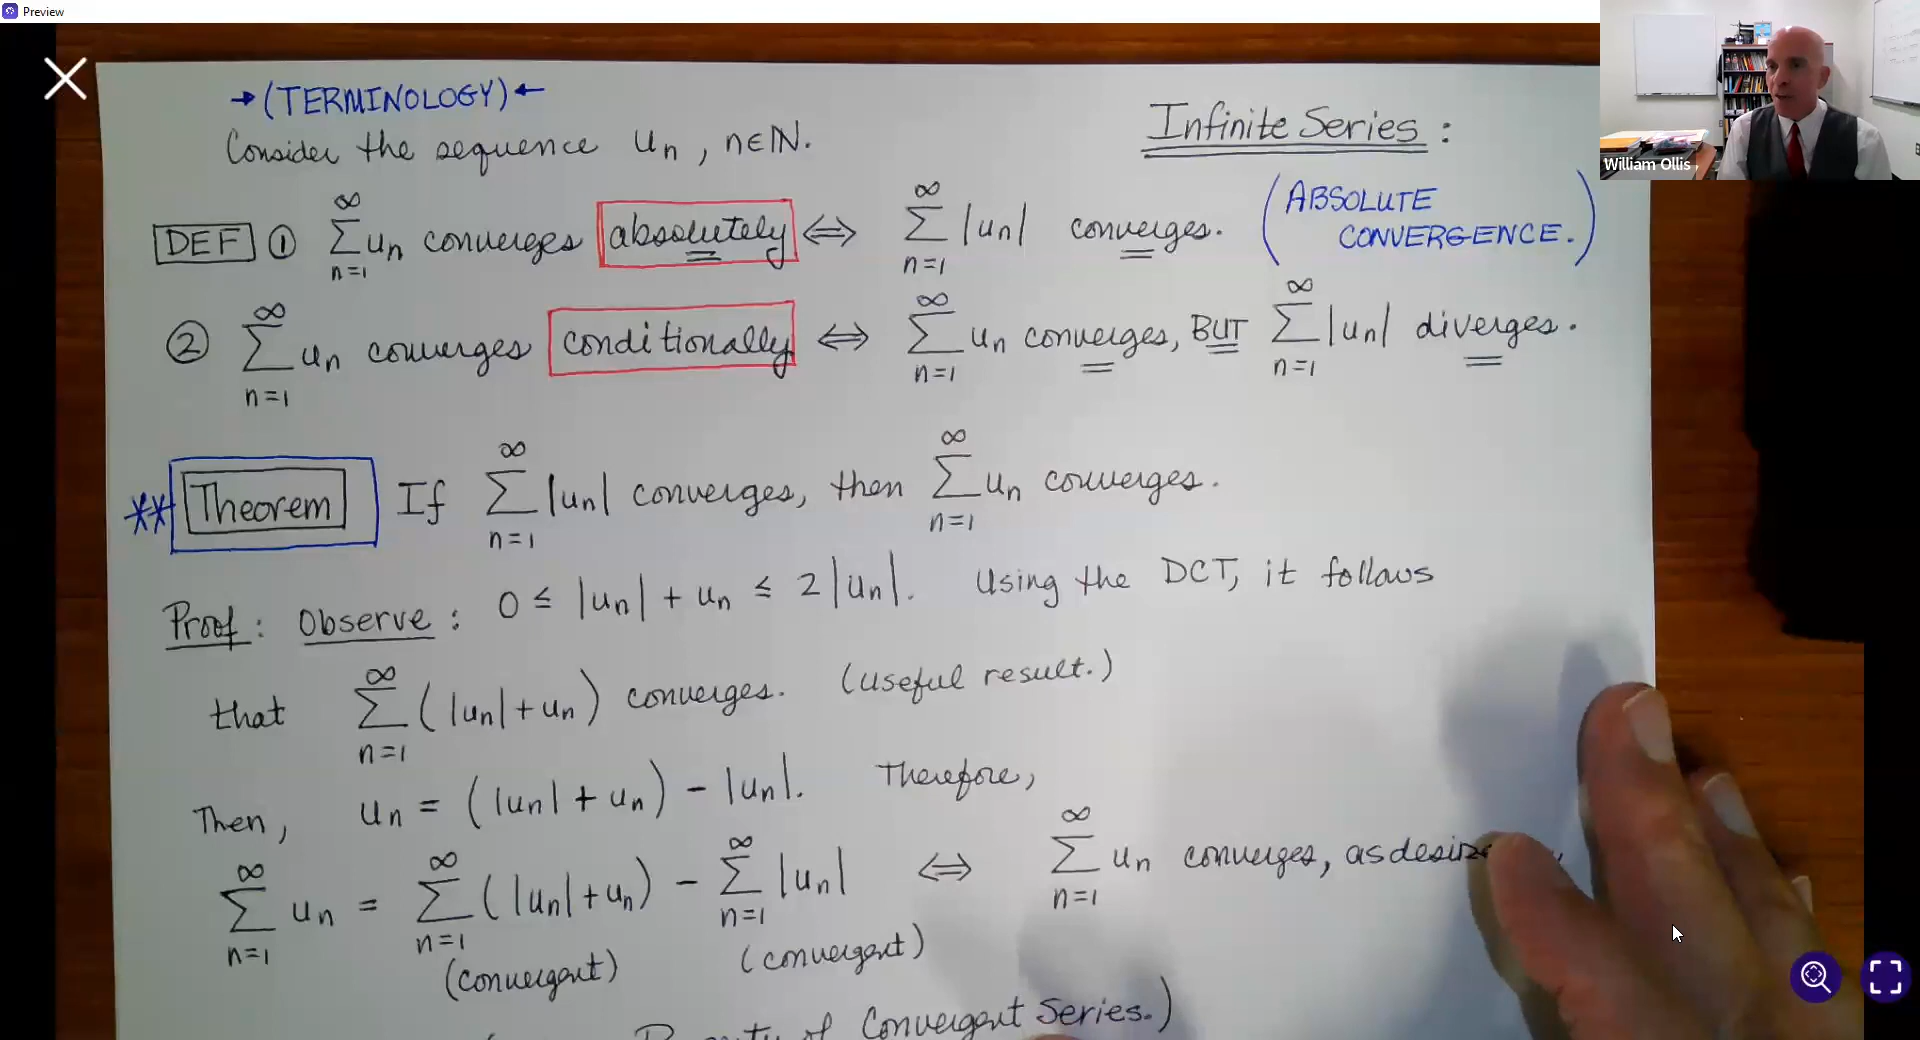 Preview
→ (TERMINOLOGY) ←
Consider the sequence uₙ, n∈ℕ.
Infinite Series:
DEF ① ∑_{n=1}^{∞} uₙ converges absolutely ⟺ ∑_{n=1}^{∞} |uₙ| converges.
(ABSOLUTE
CONVERGENCE.)
② ∑_{n=1}^{∞} uₙ converges conditionally ⟺ ∑_{n=1}^{∞} uₙ converges, BUT ∑_{n=1}^{∞} |uₙ| diverges.
** Theorem If ∑_{n=1}^{∞} |uₙ| converges, then ∑_{n=1}^{∞} uₙ converges.
Proof: Observe: 0 ≤ |uₙ| + uₙ ≤ 2|uₙ|. Using the DCT, it follows
that ∑_{n=1}^{∞} (|uₙ| + uₙ) converges. (useful result.)
Then, uₙ = (|uₙ| + uₙ) - |uₙ|. Therefore,
∑_{n=1}^{∞} uₙ = ∑_{n=1}^{∞} (|uₙ| + uₙ) - ∑_{n=1}^{∞} |uₙ| ⟺ ∑_{n=1}^{∞} uₙ converges, as
(convergent) (convergent)
of Convergent Series.)
William Ollis